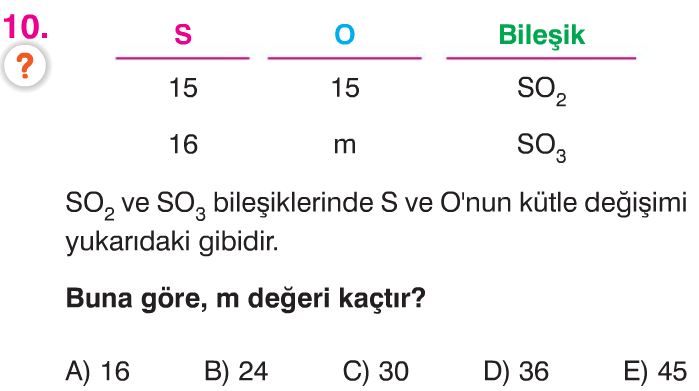 10.
?
S O Bileşik
15 15 SO₂
16 m SO₃
SO₂ ve SO₃ bileşiklerinde S ve O'nun kütle değişimi
yukarıdaki gibidir.
Buna göre, m değeri kaçtır?
A) 16 B) 24 C) 30 D) 36 E) 45